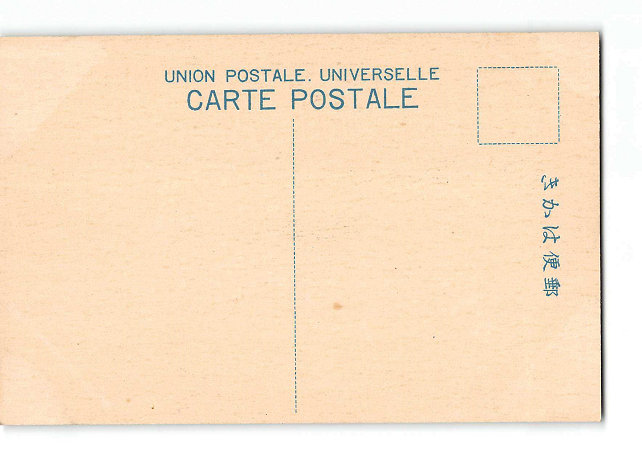 UNION POSTALE. UNIVERSELLE
CARTE POSTALE
きかは便郵